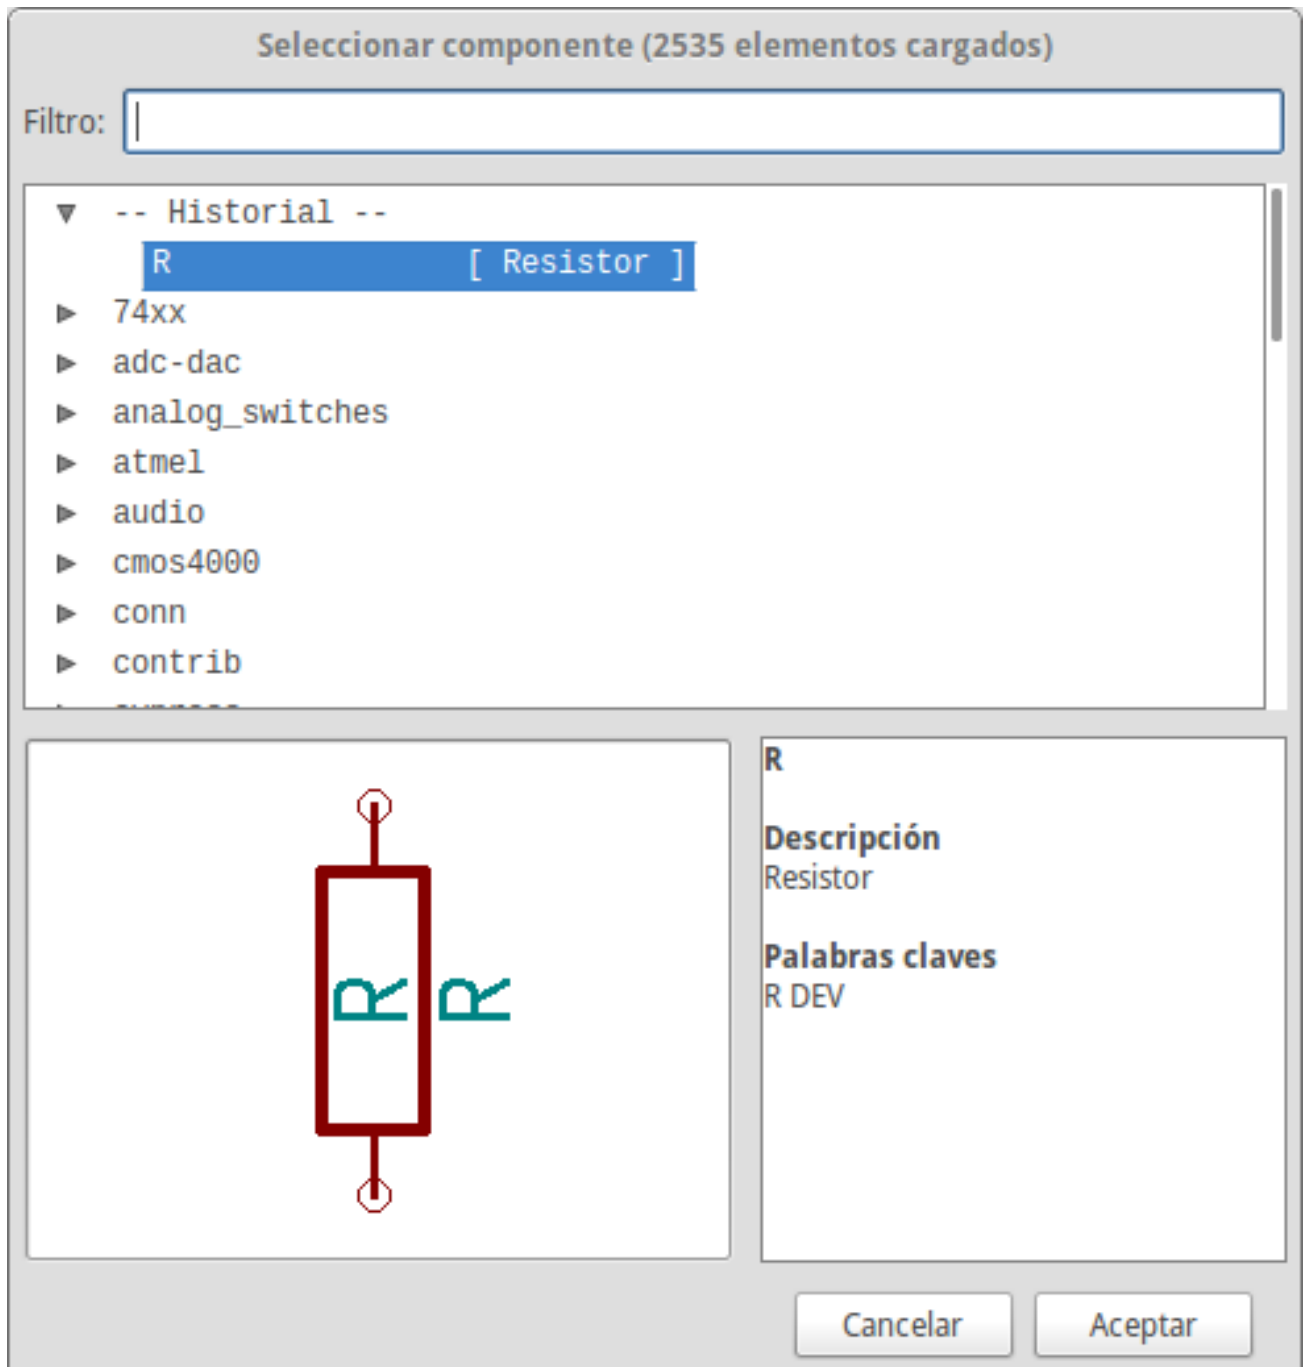 Seleccionar componente (2535 elementos cargados)
Filtro:
-- Historial --
R [ Resistor ]
74xx
adc-dac
analog_switches
atmel
audio
cmos4000
conn
contrib
R R
R
Descripción
Resistor
Palabras claves
R DEV
Cancelar Aceptar